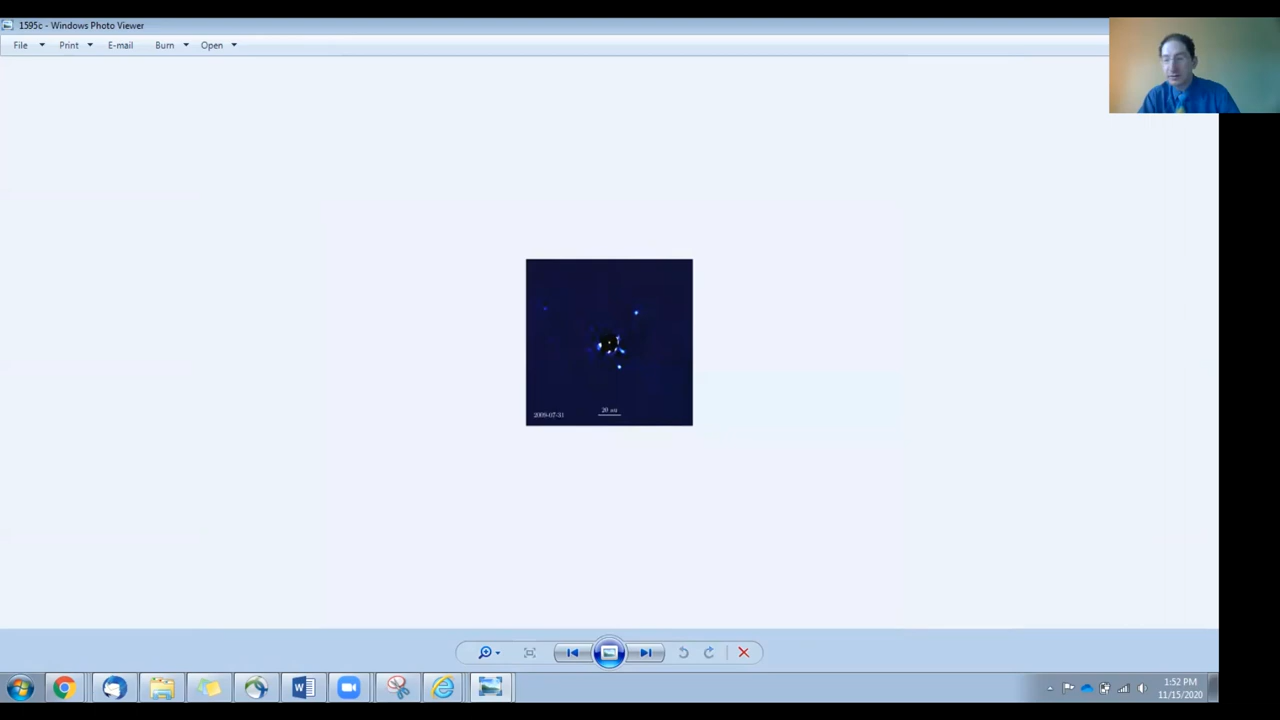 1595c - Windows Photo Viewer
File Print E-mail Burn Open
2009-07-31 20 au
1:52 PM
11/15/2020